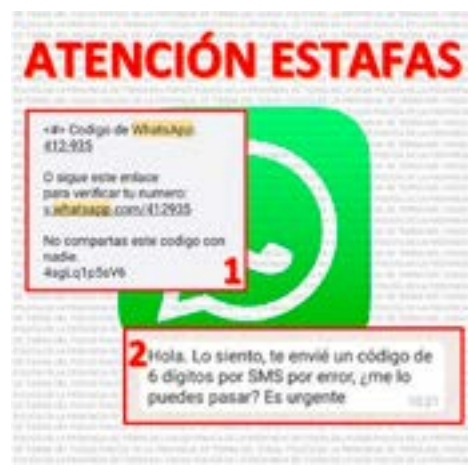 ATENCIÓN ESTAFAS
<#> Codigo de WhatsApp
412-935
O sigue este enlace
para verificar tu numero:
v.whatsapp.com/412935
No compartas este codigo con
nadie.
4sgLq1p5sV6
1
2
Hola. Lo siento, te envié un código de
6 dígitos por SMS por error, ¿me lo
puedes pasar? Es urgente